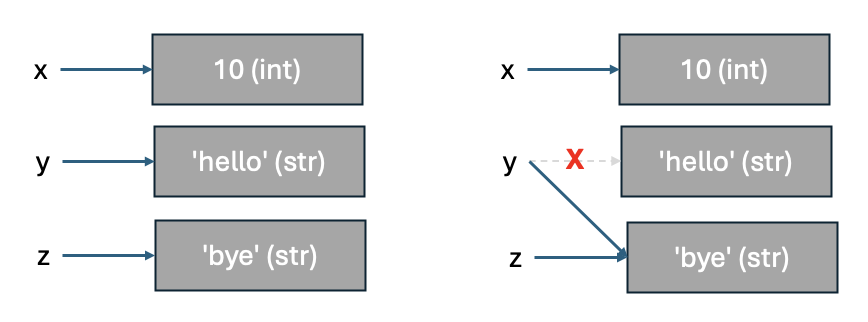 x 10 (int)
y 'hello' (str)
z 'bye' (str)
x 10 (int)
y X 'hello' (str)
z 'bye' (str)